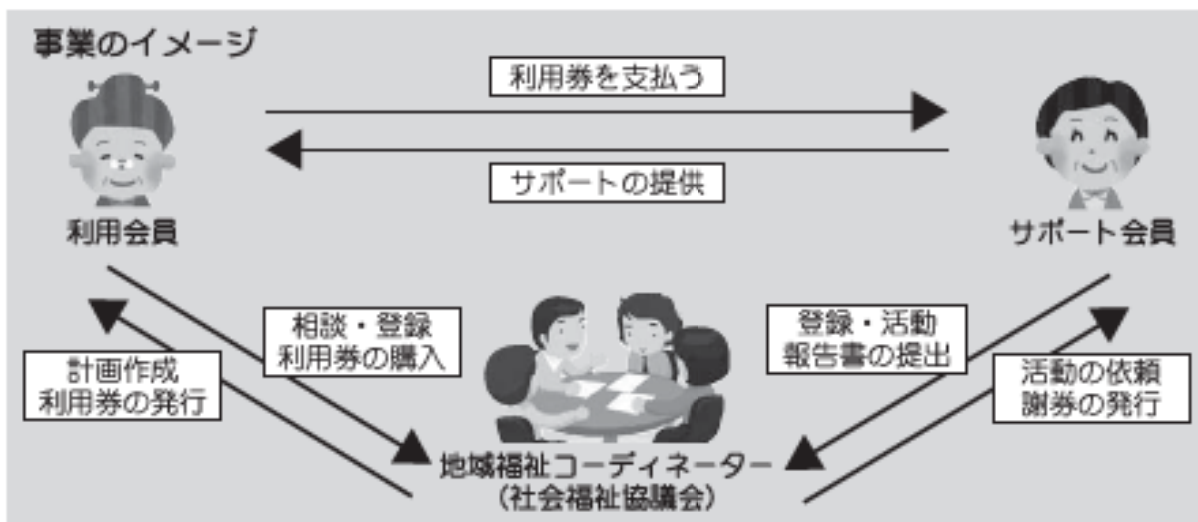 事業のイメージ
利用券を支払う
サポートの提供
利用会員
サポート会員
相談・登録
利用券の購入
登録・活動
報告書の提出
計画作成
利用券の発行
活動の依頼
謝券の発行
地域福祉コーディネーター
（社会福祉協議会）